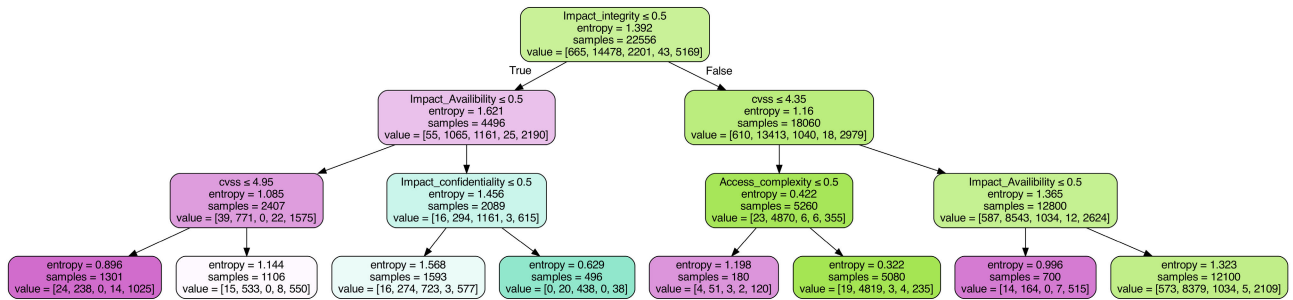 Impact_integrity ≤ 0.5
entropy = 1.392
samples = 22556
value = [665, 14478, 2201, 43, 5169]
True
False
Impact_Availibility ≤ 0.5
entropy = 1.621
samples = 4496
value = [55, 1065, 1161, 25, 2190]
cvss ≤ 4.35
entropy = 1.16
samples = 18060
value = [610, 13413, 1040, 18, 2979]
cvss ≤ 4.95
entropy = 1.085
samples = 2407
value = [39, 771, 0, 22, 1575]
Impact_confidentiality ≤ 0.5
entropy = 1.456
samples = 2089
value = [16, 294, 1161, 3, 615]
Access_complexity ≤ 0.5
entropy = 0.422
samples = 5260
value = [23, 4870, 6, 6, 355]
Impact_Availibility ≤ 0.5
entropy = 1.365
samples = 12800
value = [587, 8543, 1034, 12, 2624]
entropy = 0.896
samples = 1301
value = [24, 238, 0, 14, 1025]
entropy = 1.144
samples = 1106
value = [15, 533, 0, 8, 550]
entropy = 1.568
samples = 1593
value = [16, 274, 723, 3, 577]
entropy = 0.629
samples = 496
value = [0, 20, 438, 0, 38]
entropy = 1.198
samples = 180
value = [4, 51, 3, 2, 120]
entropy = 0.322
samples = 5080
value = [19, 4819, 3, 4, 235]
entropy = 0.996
samples = 700
value = [14, 164, 0, 7, 515]
entropy = 1.323
samples = 12100
value = [573, 8379, 1034, 5, 2109]